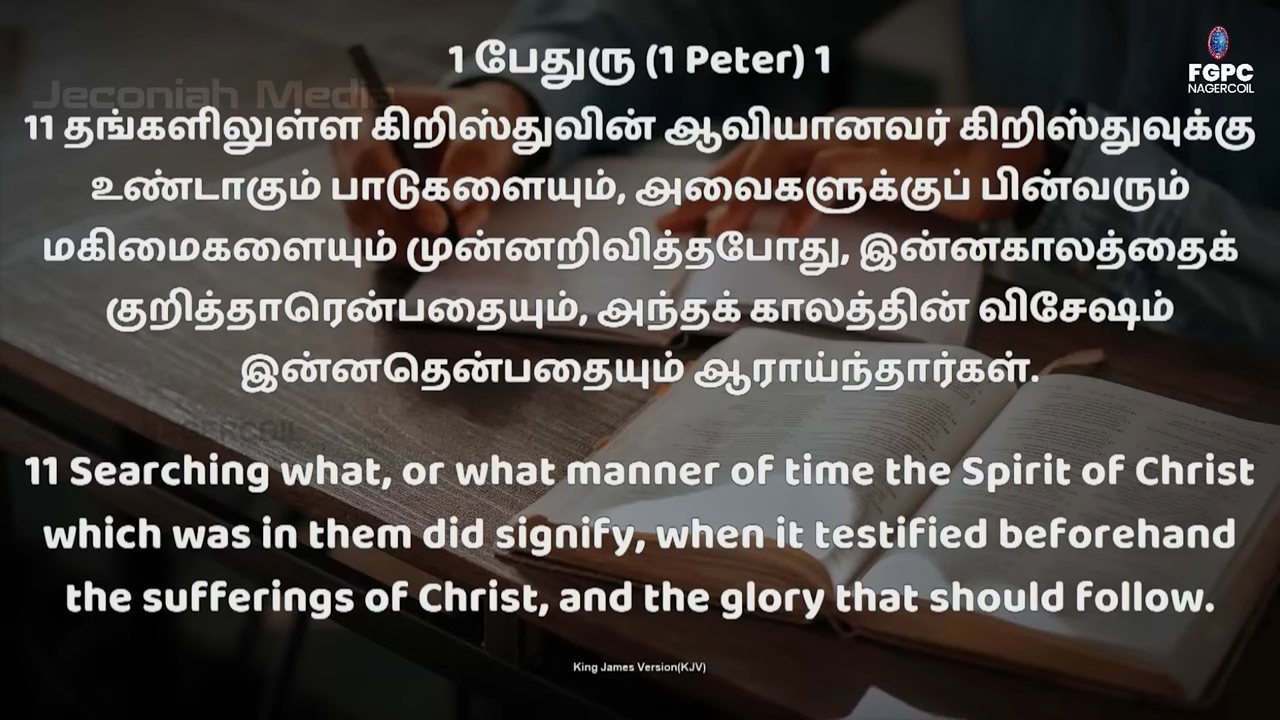 1 பேதுரு (1 Peter) 1
FGPC
NAGERCOIL
Jeconiah Media
11 தங்களிலுள்ள கிறிஸ்துவின் ஆவியானவர் கிறிஸ்துவுக்கு
உண்டாகும் பாடுகளையும், அவைகளுக்குப் பின்வரும்
மகிமைகளையும் முன்னறிவித்தபோது, இன்னகாலத்தைக்
குறித்தாரென்பதையும், அந்தக் காலத்தின் விசேஷம்
இன்னதென்பதையும் ஆராய்ந்தார்கள்.
11 Searching what, or what manner of time the Spirit of Christ
which was in them did signify, when it testified beforehand
the sufferings of Christ, and the glory that should follow.
King James Version(KJV)